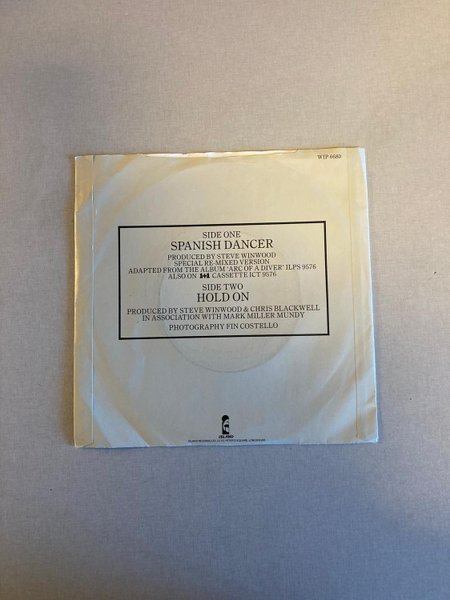 WIP 6680
SIDE ONE
SPANISH DANCER
PRODUCED BY STEVE WINWOOD
SPECIAL RE-MIXED VERSION
ADAPTED FROM THE ALBUM 'ARC OF A DIVER' ILPS 9576
ALSO ON 1+1 CASSETTE ICT 9576
SIDE TWO
HOLD ON
PRODUCED BY STEVE WINWOOD & CHRIS BLACKWELL
IN ASSOCIATION WITH MARK MILLER MUNDY
PHOTOGRAPHY FIN COSTELLO
ISLAND